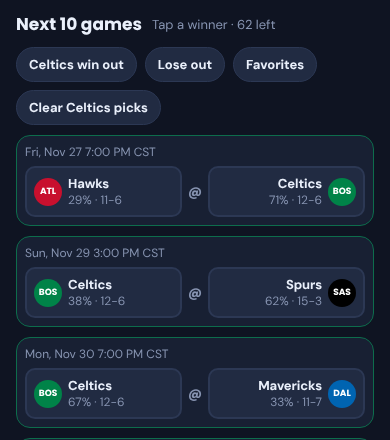 Next 10 games Tap a winner · 62 left
Celtics win out Lose out Favorites
Clear Celtics picks
Fri, Nov 27 7:00 PM CST
ATL Hawks @ Celtics BOS
29% · 11-6 71% · 12-6
Sun, Nov 29 3:00 PM CST
BOS Celtics @ Spurs SAS
38% · 12-6 62% · 15-3
Mon, Nov 30 7:00 PM CST
BOS Celtics @ Mavericks DAL
67% · 12-6 33% · 11-7